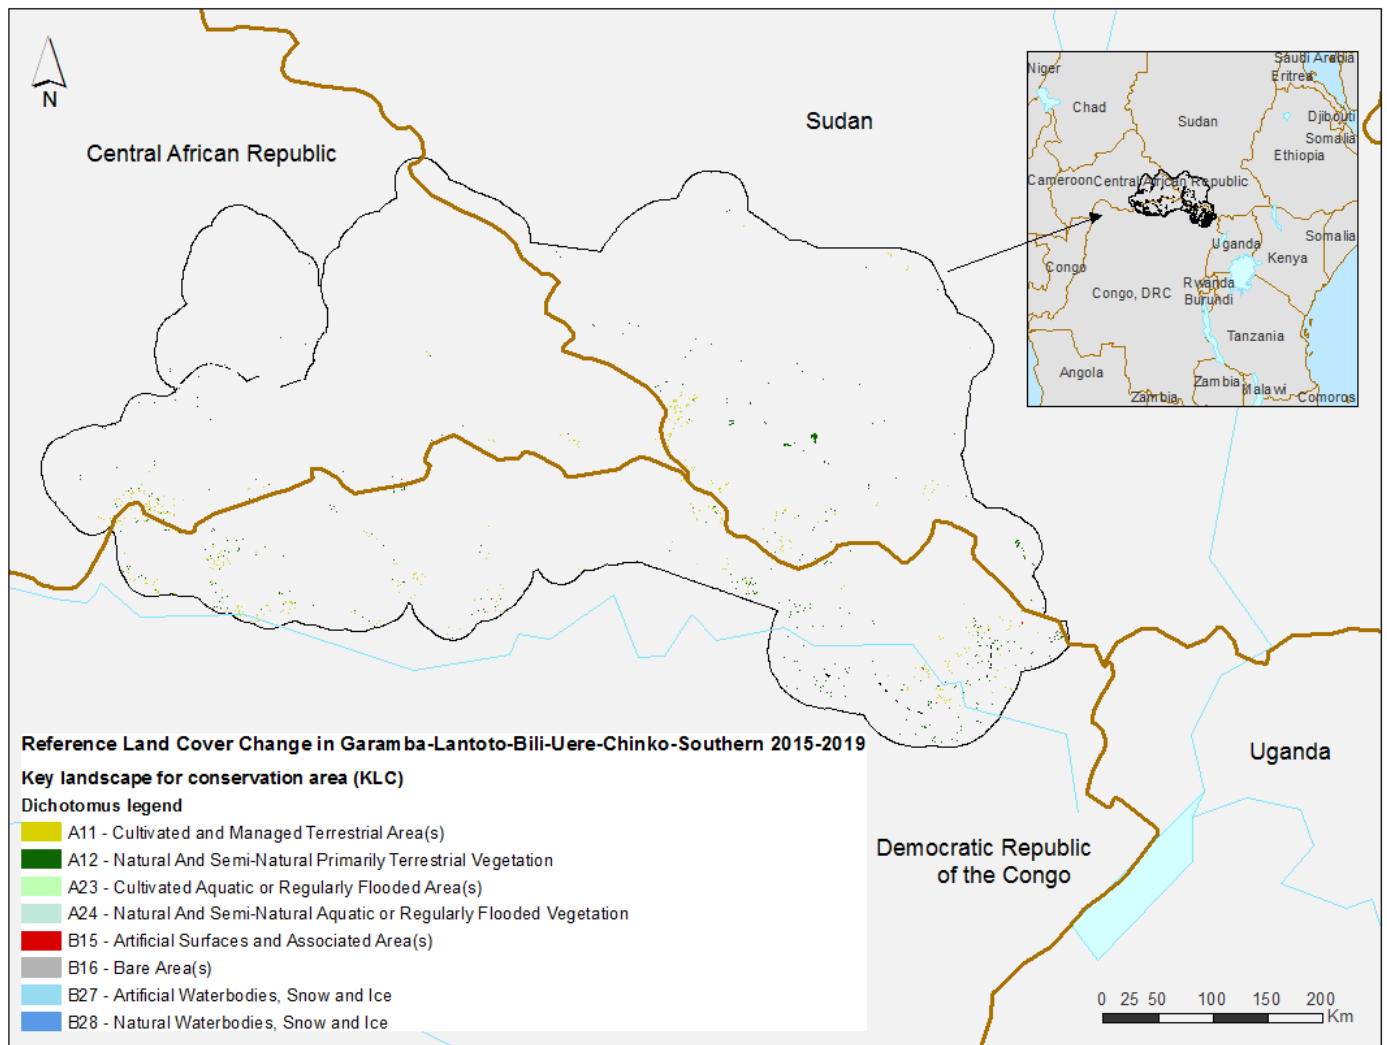 N
Central African Republic
Sudan
Niger
Chad
Sudan
Saudi Arabia
Eritrea
Djibouti
Somalia
Ethiopia
Cameroon
Central African Republic
Uganda
Kenya
Somalia
Congo
Congo, DRC
Rwanda
Burundi
Tanzania
Angola
Zambia
Zambia
Malawi
Comoros
Reference Land Cover Change in Garamba-Lantoto-Bili-Uere-Chinko-Southern 2015-2019
Key landscape for conservation area (KLC)
Dichotomus legend
A11 - Cultivated and Managed Terrestrial Area(s)
A12 - Natural And Semi-Natural Primarily Terrestrial Vegetation
A23 - Cultivated Aquatic or Regularly Flooded Area(s)
A24 - Natural And Semi-Natural Aquatic or Regularly Flooded Vegetation
B15 - Artificial Surfaces and Associated Area(s)
B16 - Bare Area(s)
B27 - Artificial Waterbodies, Snow and Ice
B28 - Natural Waterbodies, Snow and Ice
Uganda
Democratic Republic
of the Congo
0 25 50 100 150 200
Km